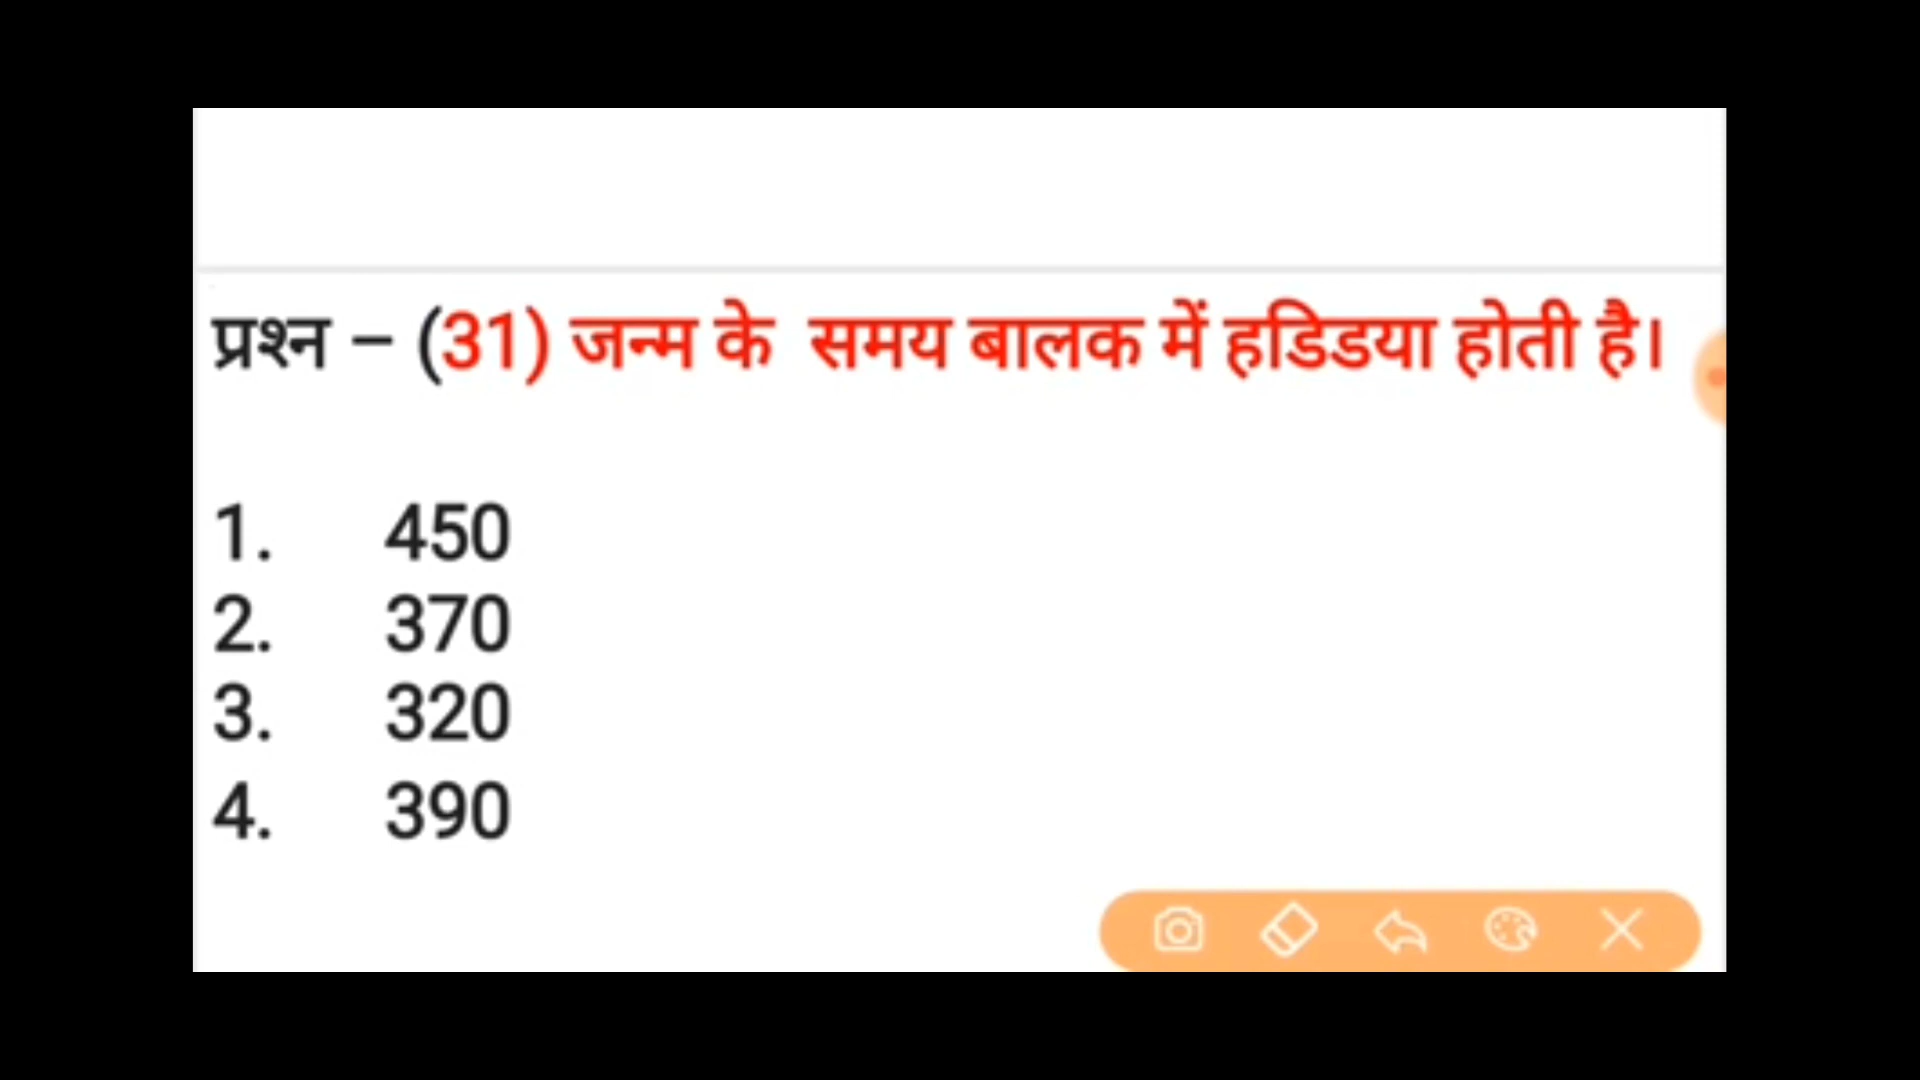 प्रश्न – (31) जन्म के समय बालक में हडिडया होती है।
1. 450
2. 370
3. 320
4. 390